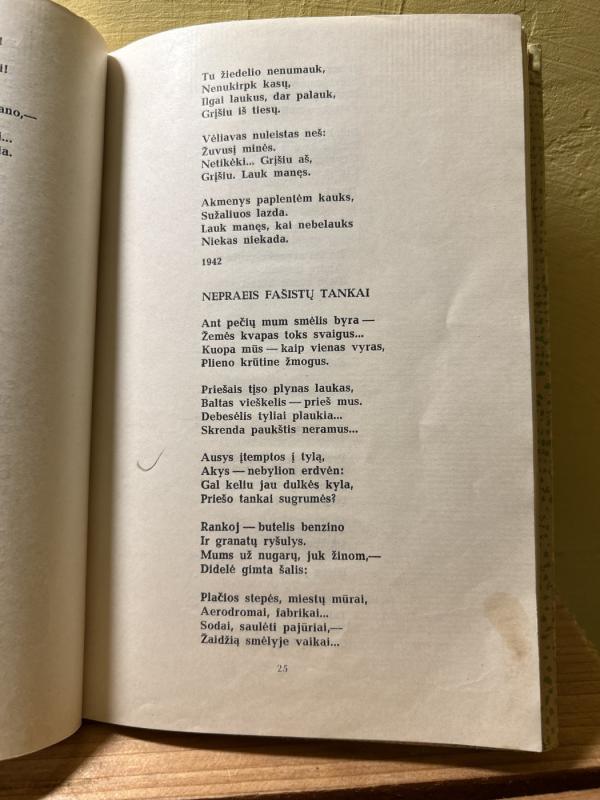 !
i!
ano,—
...
a.
Tu žiedelio nenumauk,
Nenukirpk kasų,
Ilgai laukus, dar palauk,
Grįšiu iš tiesų.
Vėliavas nuleistas neš:
Žuvusį minės.
Netikėki... Grįšiu aš,
Grįšiu. Lauk manęs.
Akmenys paplentėm kauks,
Sužaliuos lazda.
Lauk manęs, kai nebelauks
Niekas niekada.
1942
NEPRAEIS FAŠISTŲ TANKAI
Ant pečių mum smėlis byra —
Žemės kvapas toks svaigus...
Kuopa mūs — kaip vienas vyras,
Plieno krūtine žmogus.
Priešais tįso plynas laukas,
Baltas vieškelis — prieš mus.
Debesėlis tyliai plaukia...
Skrenda paukštis neramus...
Ausys įtemptos į tylą,
Akys — nebylion erdvėn:
Gal keliu jau dulkės kyla,
Priešo tankai sugrumės?
Rankoj — butelis benzino
Ir granatų ryšulys.
Mums už nugarų, juk žinom,—
Didelė gimta šalis:
Plačios stepės, miestų mūrai,
Aerodromai, fabrikai...
Sodai, saulėti pajūriai,—
Žaidžią smėlyje vaikai...
25